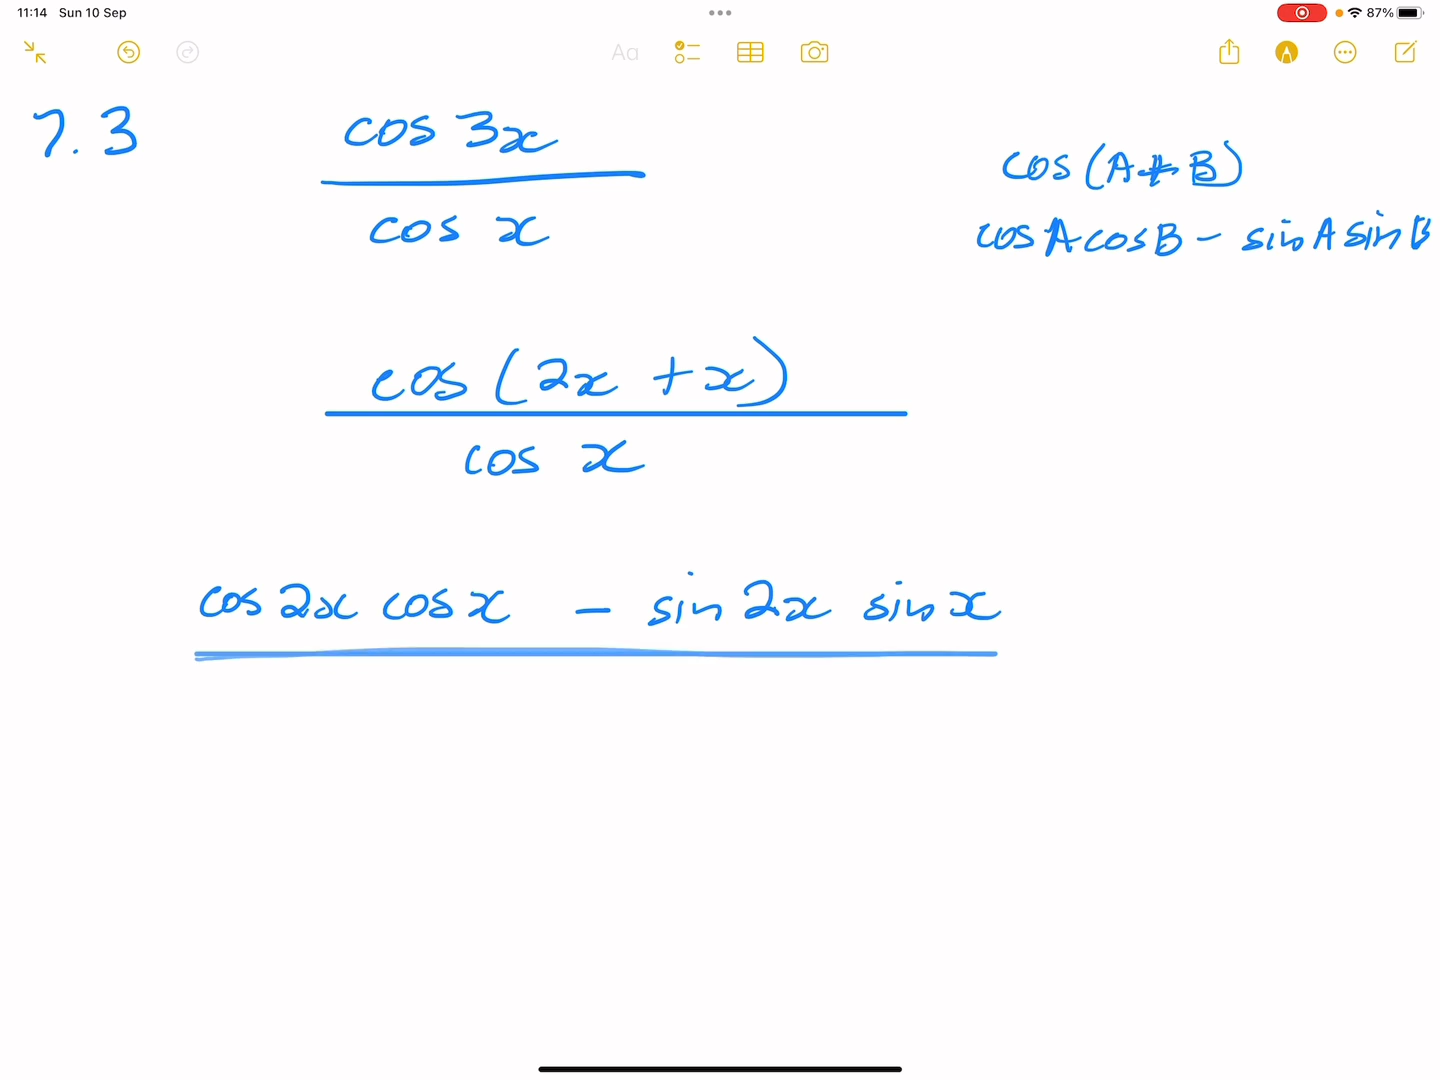 11:14 Sun 10 Sep 87%
Aa
7.3 cos 3x
cos x
cos (A + B)
cos A cos B - sin A sin B
cos (2x + x)
cos x
cos 2x cos x - sin 2x sin x